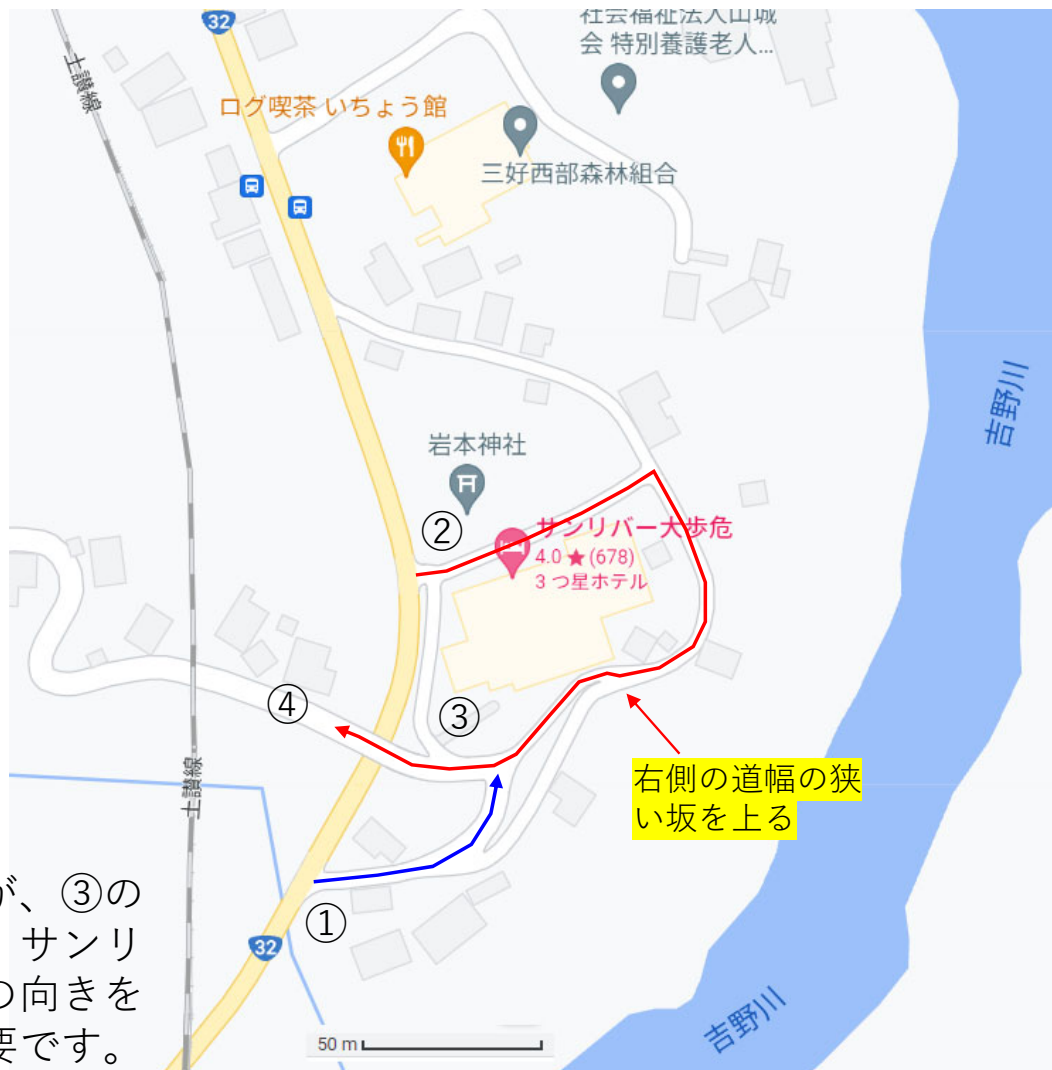 32
社会福祉法人山城
会 特別養護老人...
土讃線
ログ喫茶 いちょう館
三好西部森林組合
吉野川
岩本神社
②
サンリバー大歩危
4.0 ★ (678)
3 つ星ホテル
④
③
土讃線
右側の道幅の狭
い坂を上る
が、③の
サンリ
の向きを
要です。
①
32
吉野川
50 m